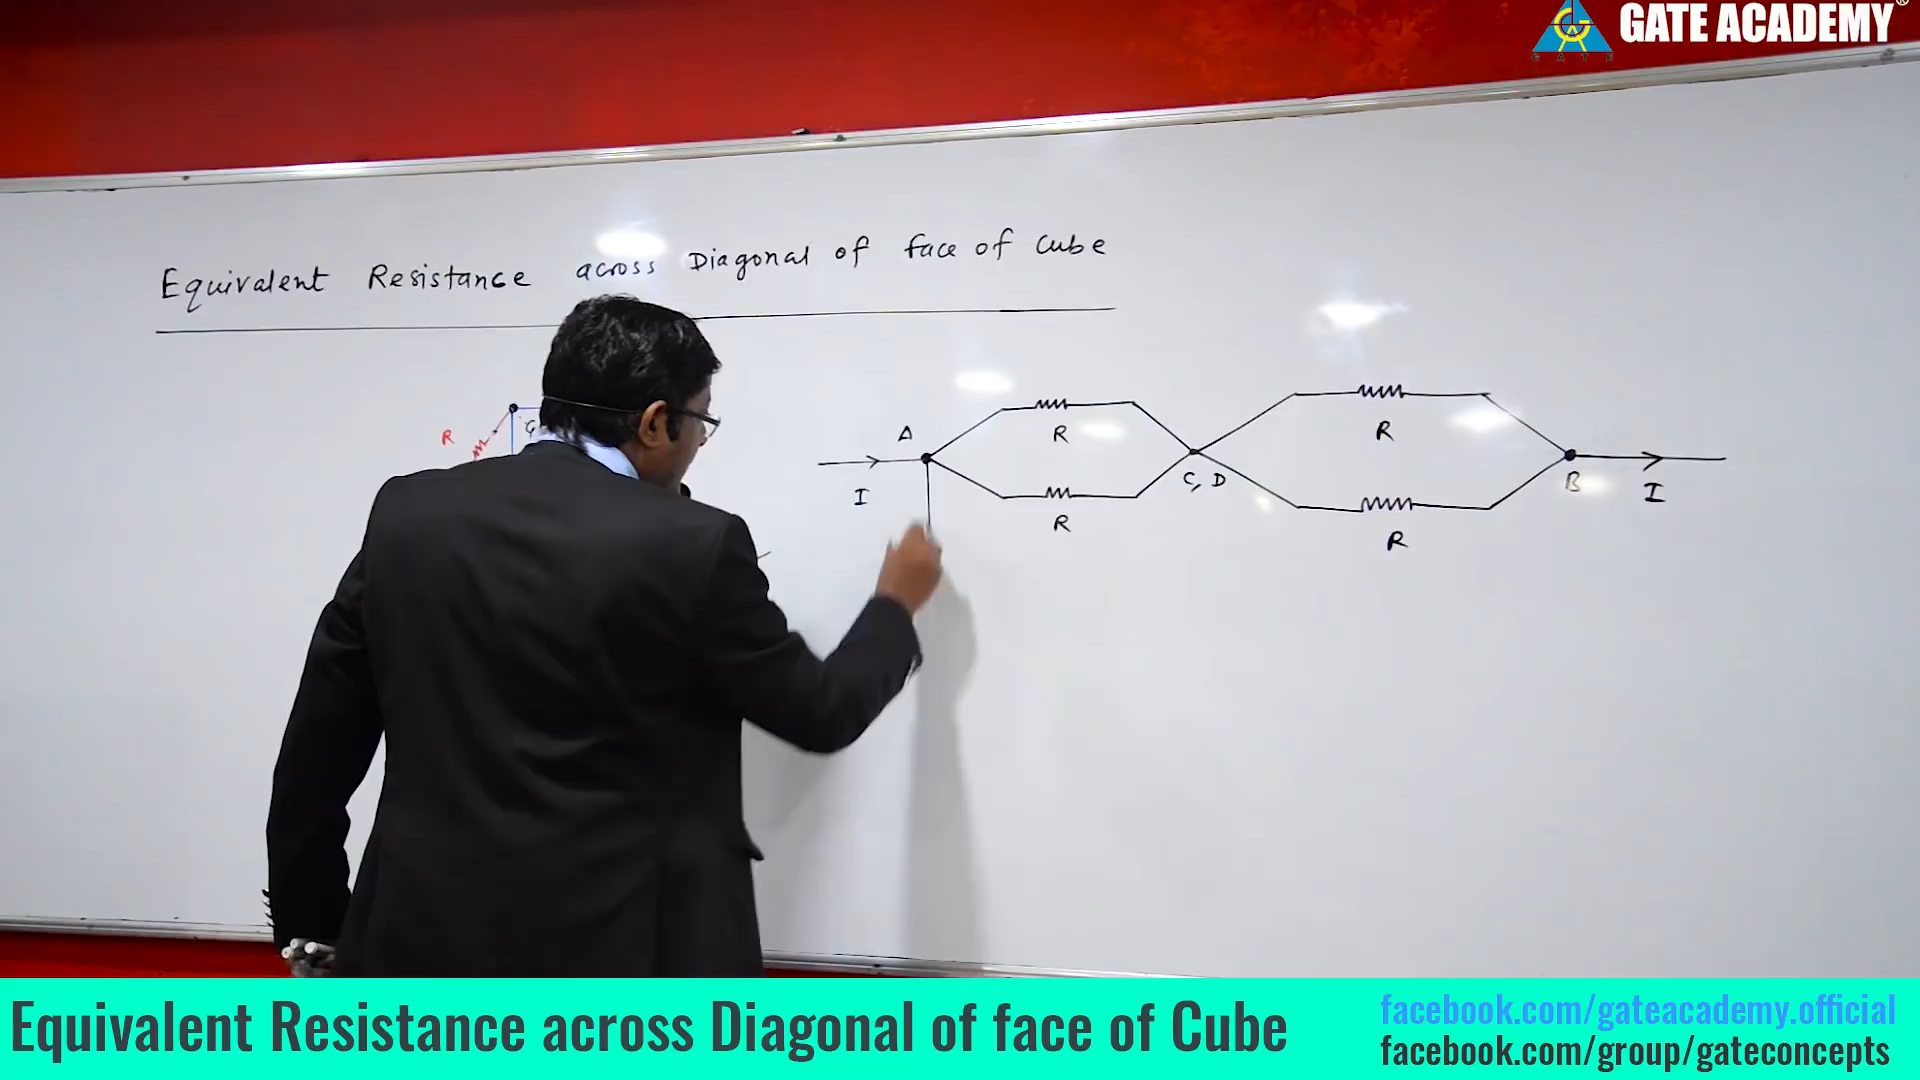 GATE ACADEMY®
GATE
Equivalent Resistance across Diagonal of face of Cube
R
A
R
R
C, D
B
I
I
R
R
Equivalent Resistance across Diagonal of face of Cube
facebook.com/gateacademy.official
facebook.com/group/gateconcepts